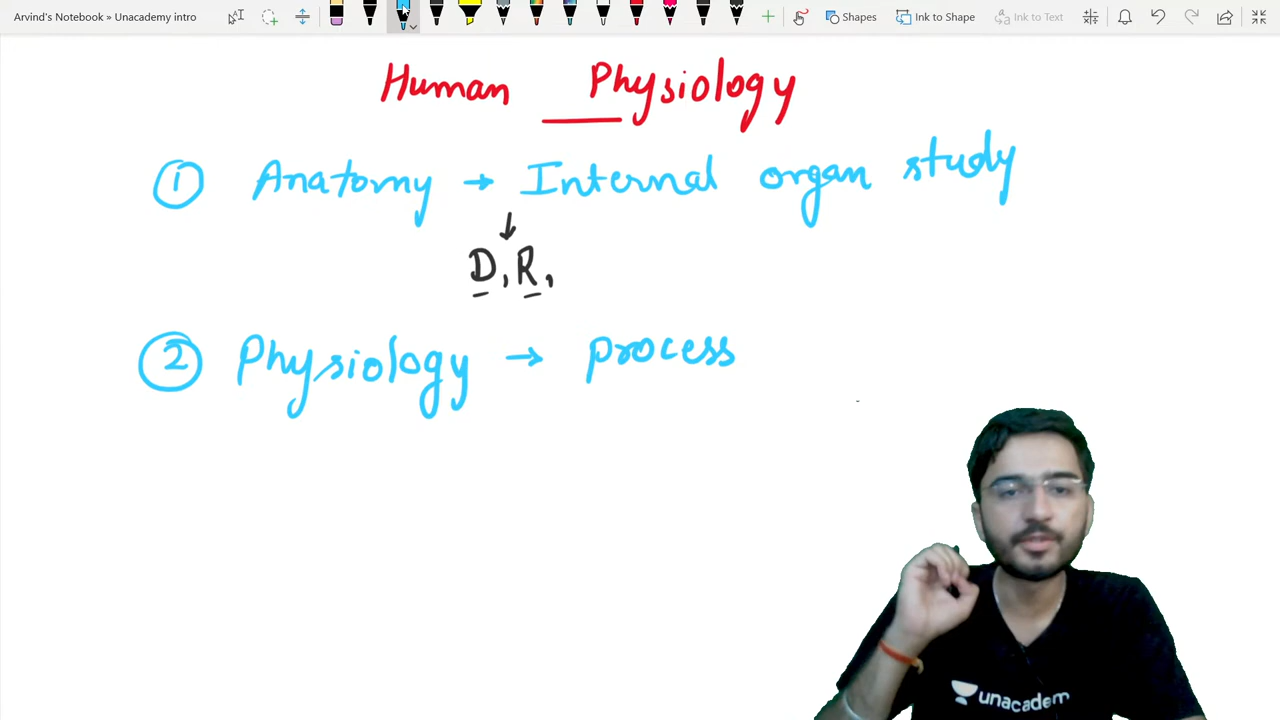 Arvind's Notebook » Unacademy intro
Shapes
Ink to Shape
Ink to Text
Human Physiology
① Anatomy → Internal organ study
↓
D, R,
② Physiology → process
unacadem